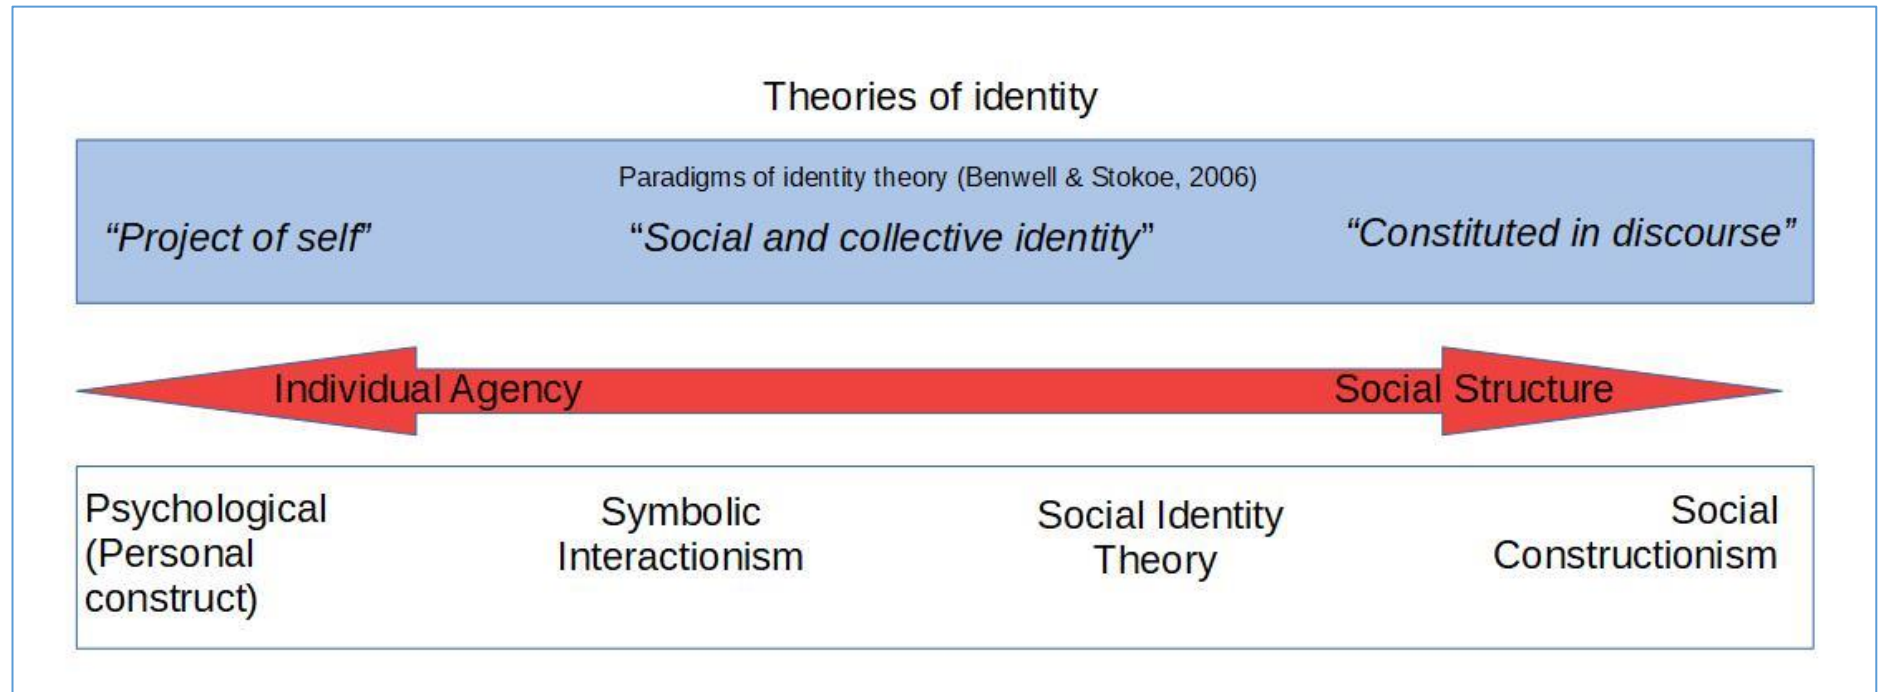 Theories of identity
Paradigms of identity theory (Benwell & Stokoe, 2006)
“Project of self”
“Social and collective identity”
“Constituted in discourse”
Individual Agency
Social Structure
Psychological
(Personal
construct)
Symbolic
Interactionism
Social Identity
Theory
Social
Constructionism